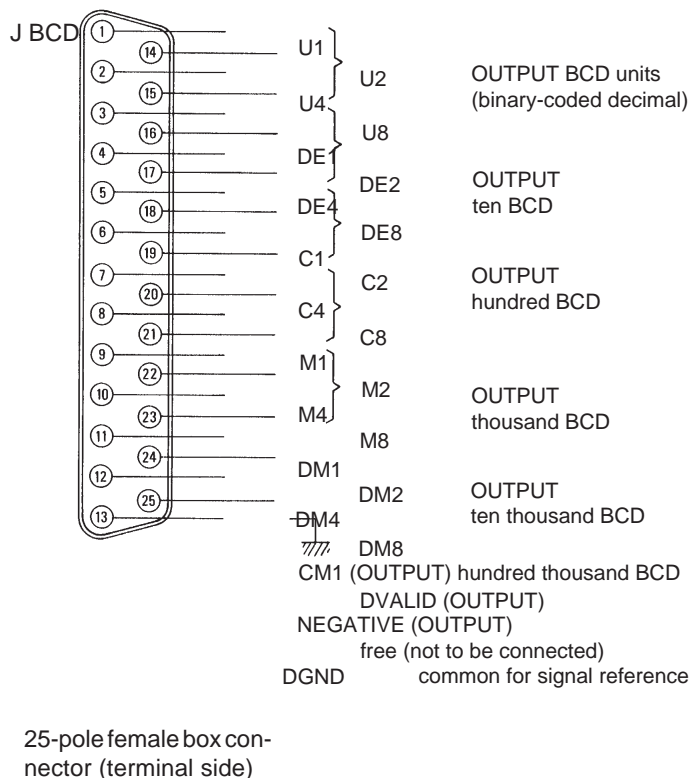 J BCD
1
14
U1
2
U2
OUTPUT BCD units
(binary-coded decimal)
15
U4
3
16
U8
4
DE1
17
DE2
OUTPUT
ten BCD
5
DE4
18
6
DE8
19
C1
7
C2
OUTPUT
hundred BCD
20
8
C4
21
C8
9
M1
22
10
M2
OUTPUT
thousand BCD
23
M4
11
M8
24
12
DM1
25
DM2
OUTPUT
ten thousand BCD
13
DM4
DM8
CM1 (OUTPUT) hundred thousand BCD
DVALID (OUTPUT)
NEGATIVE (OUTPUT)
free (not to be connected)
DGND common for signal reference
25-pole female box con-
nector (terminal side)